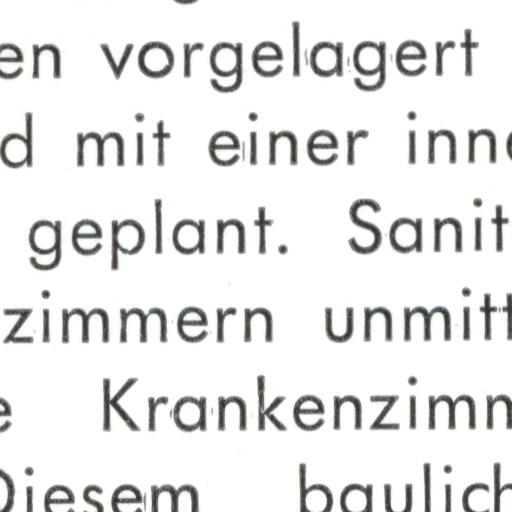 en vorgelagert
d mit einer inn
geplant. Sanit
zimmern unmitt
e Krankenzimm
Diesem baulich